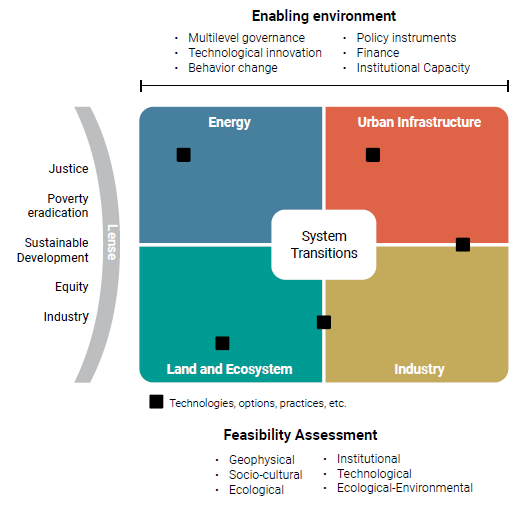 Enabling environment
• Multilevel governance
• Technological innovation
• Behavior change
• Policy instruments
• Finance
• Institutional Capacity
Justice
Poverty
eradication
Sustainable
Development
Equity
Industry
Lense
Energy
Urban Infrastructure
System
Transitions
Land and Ecosystem
Industry
Technologies, options, practices, etc.
Feasibility Assessment
• Geophysical
• Socio-cultural
• Ecological
• Institutional
• Technological
• Ecological-Environmental